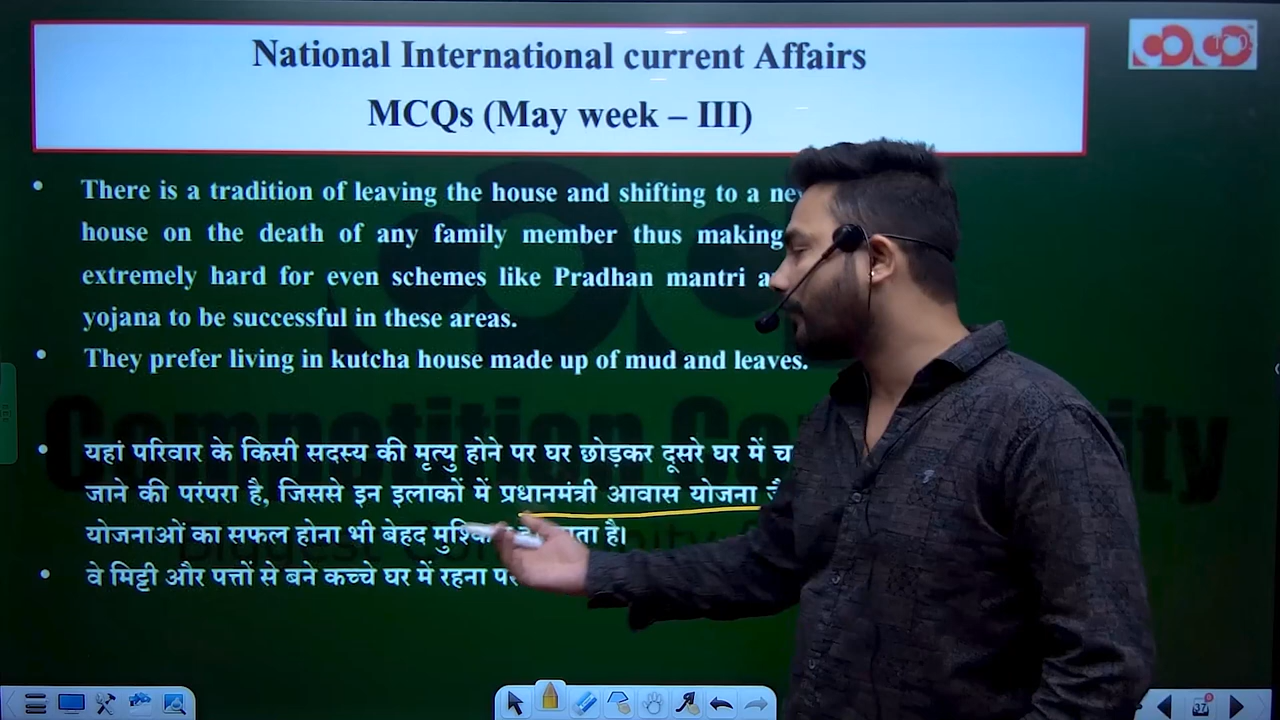 National International current Affairs
MCQs (May week – III)
There is a tradition of leaving the house and shifting to a
house on the death of any family member thus making
extremely hard for even schemes like Pradhan mantri
yojana to be successful in these areas.
They prefer living in kutcha house made up of mud and leaves.
यहां परिवार के किसी सदस्य की मृत्यु होने पर घर छोड़कर दूसरे घर में
जाने की परंपरा है, जिससे इन इलाकों में प्रधानमंत्री आवास योजना
योजनाओं का सफल होना भी बेहद
वे मिट्टी और पत्तों से बने कच्चे घर में रहना
37